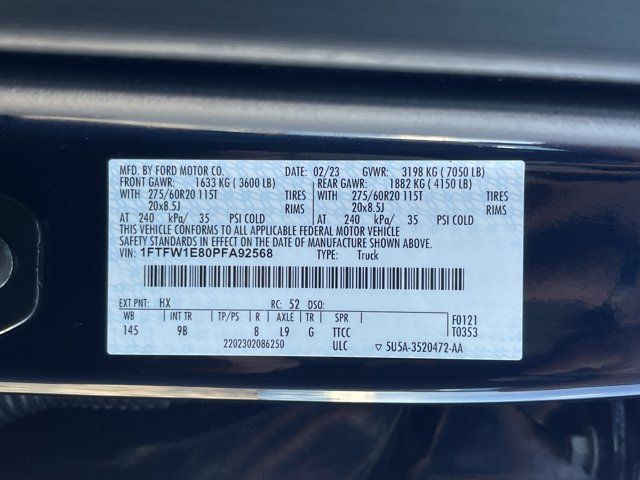 MFD. BY FORD MOTOR CO. DATE: 02/23 GVWR: 3198 KG ( 7050 LB)
FRONT GAWR: 1633 KG ( 3600 LB) REAR GAWR: 1882 KG ( 4150 LB)
WITH 275/60R20 115T TIRES WITH 275/60R20 115T TIRES
20x8.5J RIMS 20x8.5J RIMS
AT 240 kPa/ 35 PSI COLD AT 240 kPa/ 35 PSI COLD
THIS VEHICLE CONFORMS TO ALL APPLICABLE FEDERAL MOTOR VEHICLE
SAFETY STANDARDS IN EFFECT ON THE DATE OF MANUFACTURE SHOWN ABOVE.
VIN: 1FTFW1E80PFA92568 TYPE: Truck
EXT PNT: HX RC: 52 DSO:
WB INT TR TP/PS R AXLE TR SPR F0121
145 9B 8 L9 G TTCC T0353
2202302086250 ULC ▽ 5U5A-3520472-AA